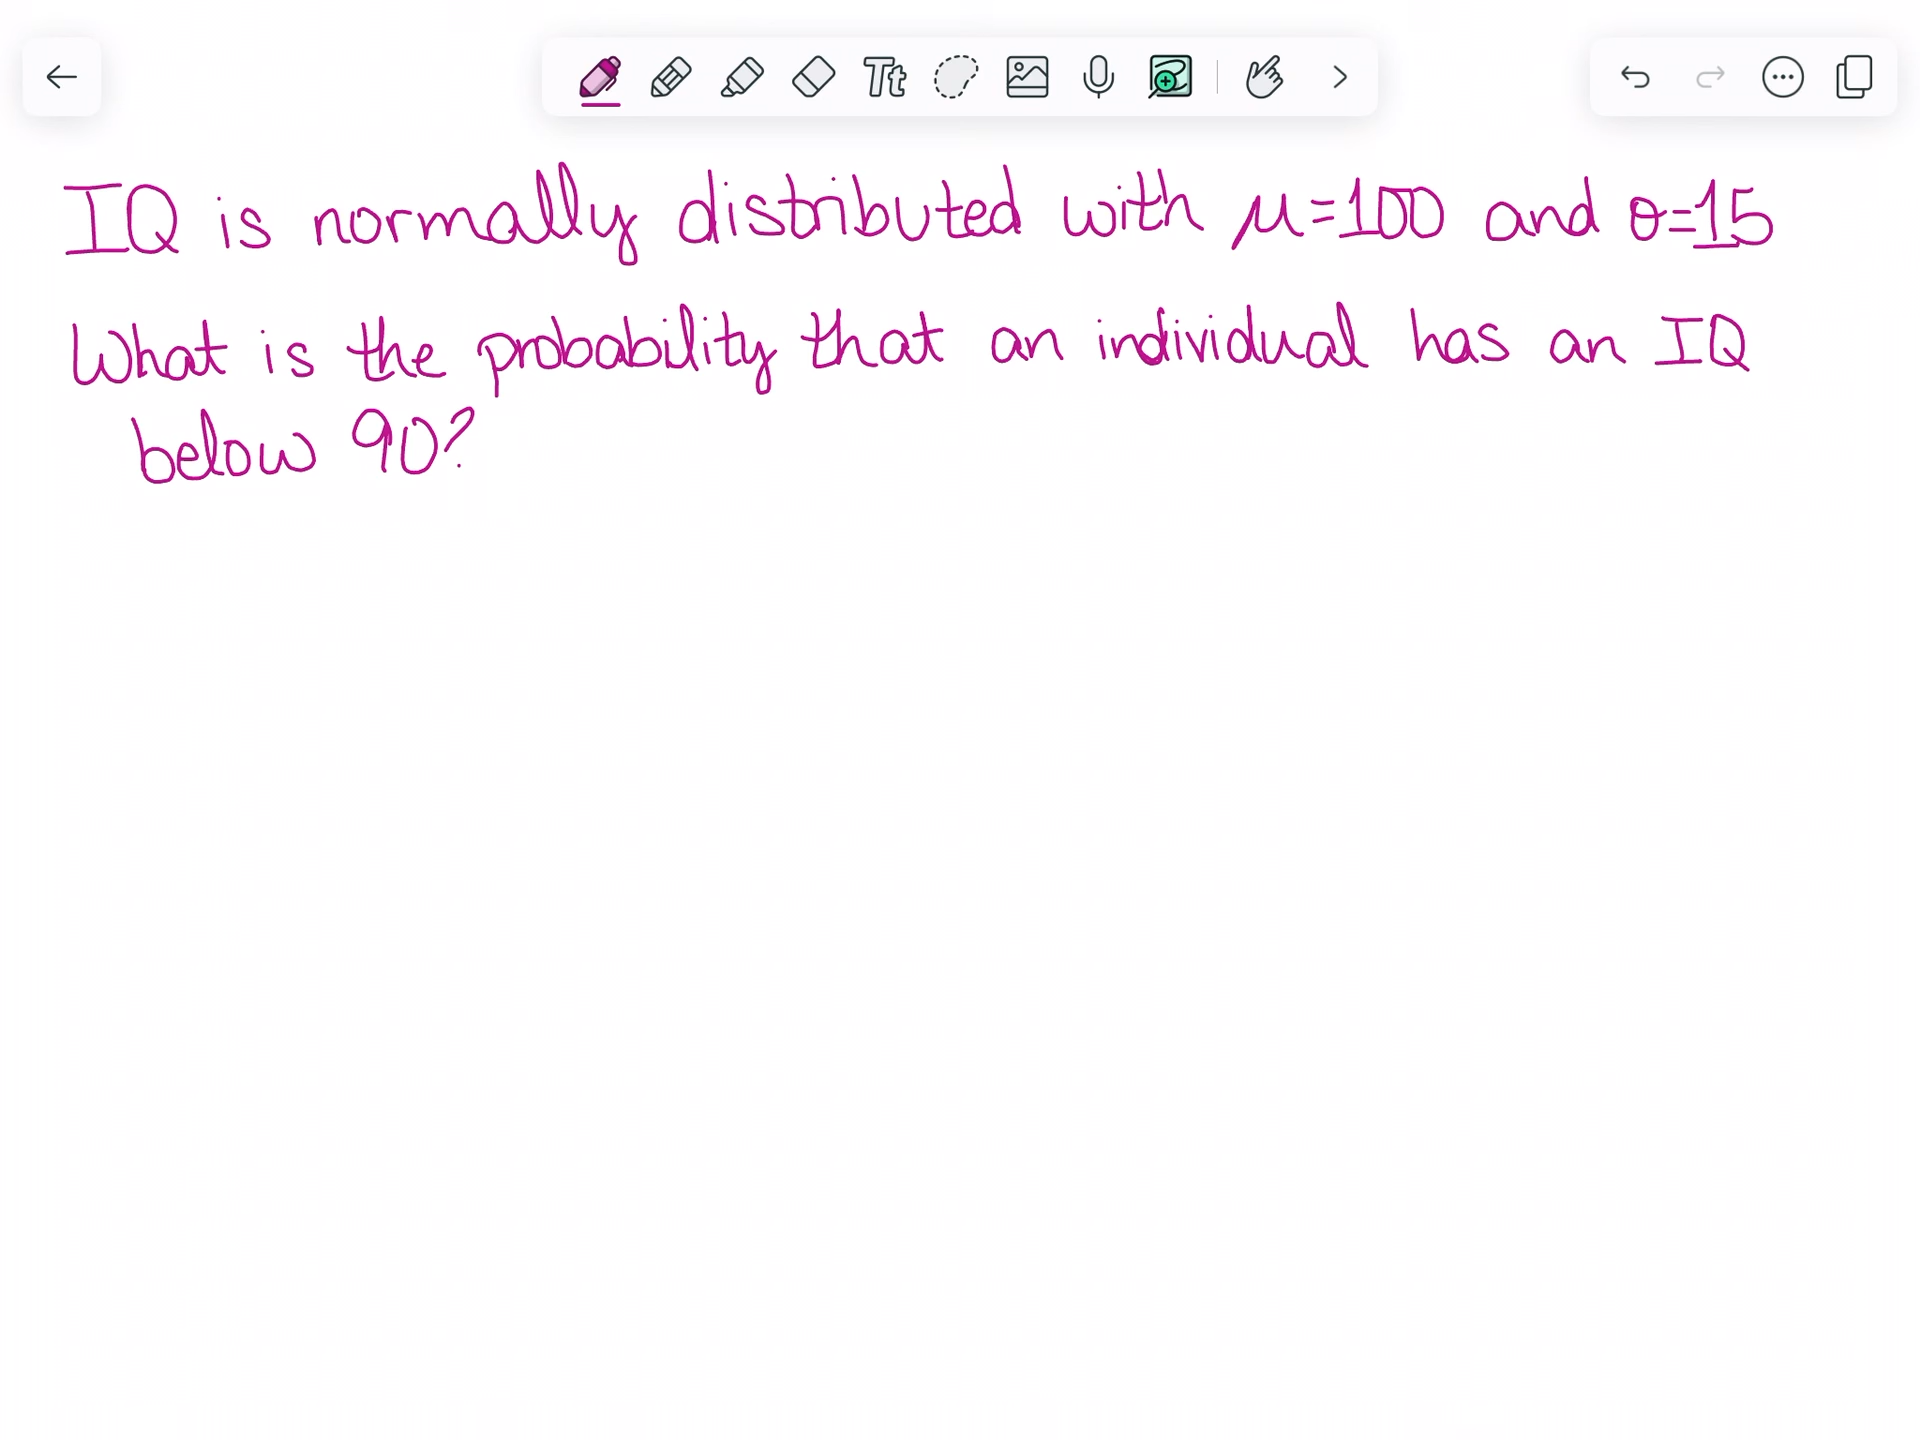 IQ is normally distributed with μ=100 and σ=15
What is the probability that an individual has an IQ
below 90?